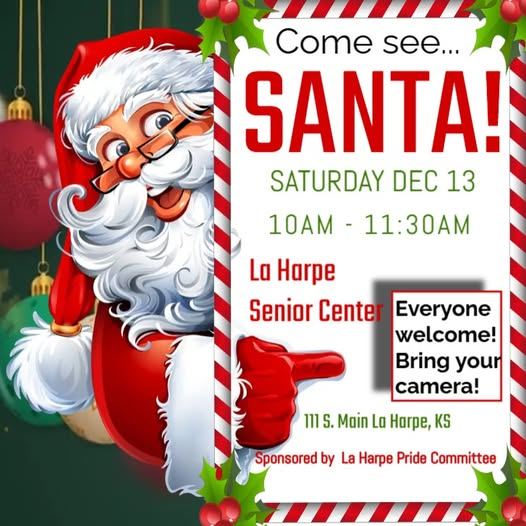 Come see...
SANTA!
SATURDAY DEC 13
10AM - 11:30AM
La Harpe
Senior Center
Everyone
welcome!
Bring your
camera!
111 S. Main La Harpe, KS
Sponsored by La Harpe Pride Committee